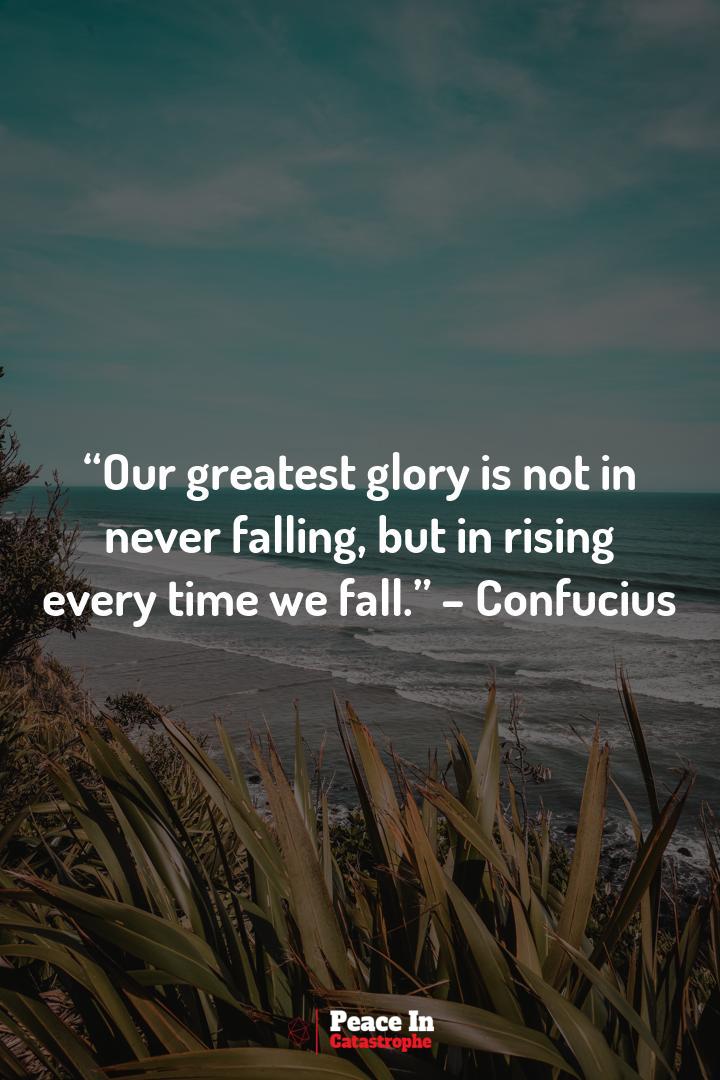 “Our greatest glory is not in
never falling, but in rising
every time we fall.” – Confucius
Peace In
Catastrophe